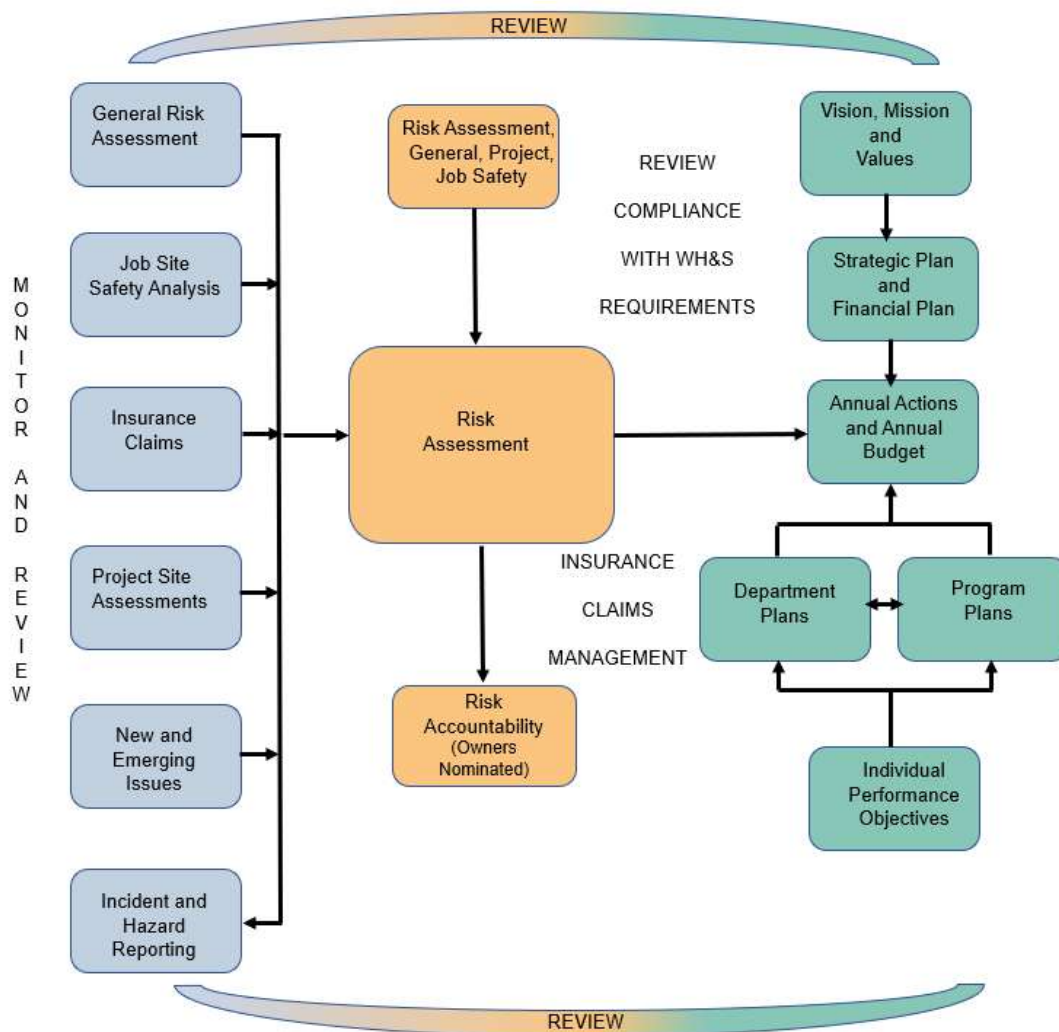 REVIEW
General Risk
Assessment
Job Site
Safety Analysis
Insurance
Claims
Project Site
Assessments
New and
Emerging
Issues
Incident and
Hazard
Reporting
MONITOR AND REVIEW
Risk Assessment,
General, Project,
Job Safety
Risk
Assessment
Risk
Accountability
(Owners
Nominated)
REVIEW
COMPLIANCE
WITH WH&S
REQUIREMENTS
INSURANCE
CLAIMS
MANAGEMENT
Vision, Mission
and
Values
Strategic Plan
and
Financial Plan
Annual Actions
and Annual
Budget
Department
Plans
Program
Plans
Individual
Performance
Objectives
REVIEW